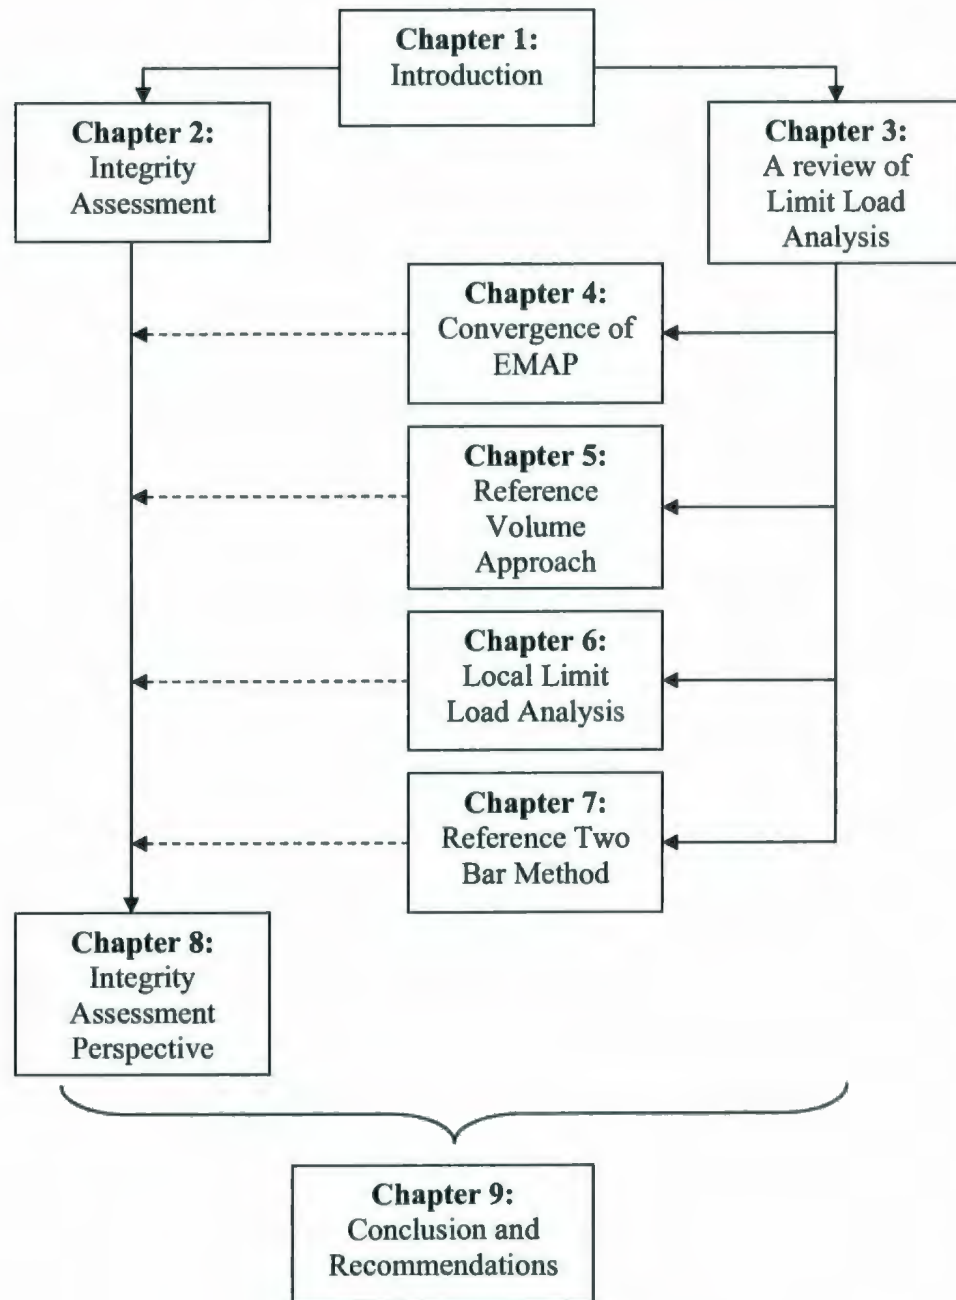 Chapter 1:
Introduction
Chapter 2:
Integrity
Assessment
Chapter 3:
A review of
Limit Load
Analysis
Chapter 4:
Convergence of
EMAP
Chapter 5:
Reference
Volume
Approach
Chapter 6:
Local Limit
Load Analysis
Chapter 7:
Reference Two
Bar Method
Chapter 8:
Integrity
Assessment
Perspective
Chapter 9:
Conclusion and
Recommendations